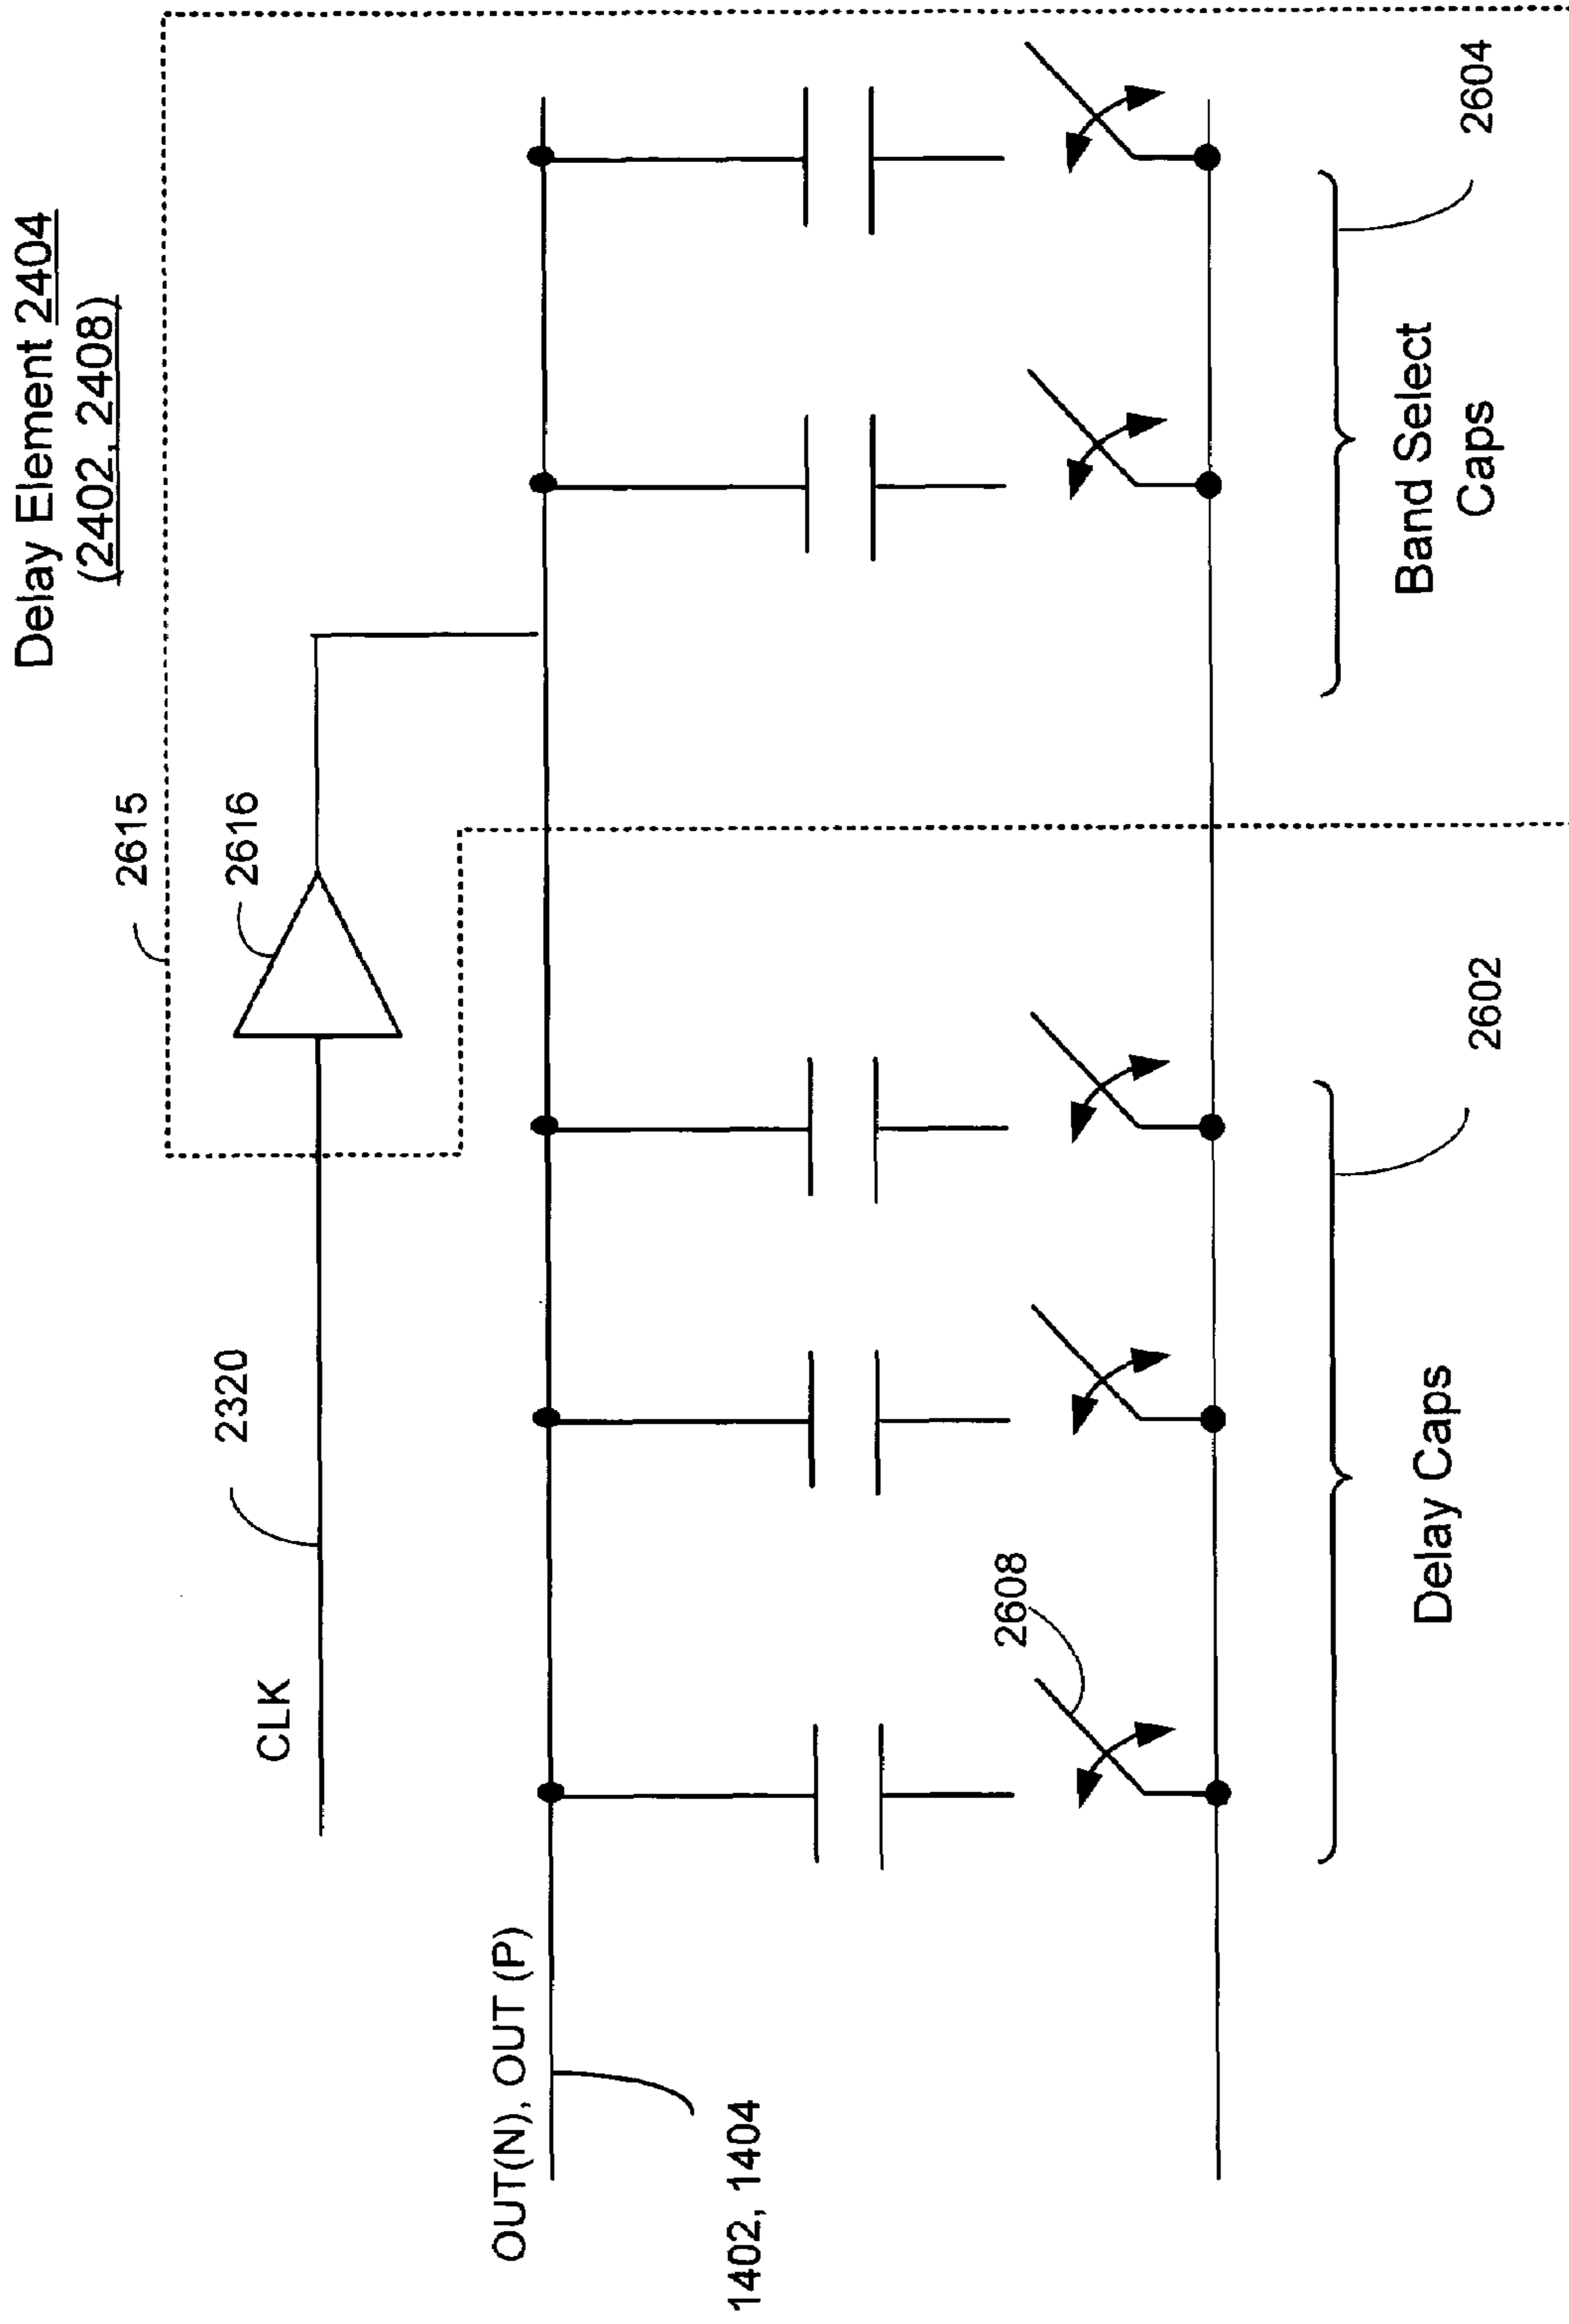 Delay Element 2404
(2402, 2408)
2615
2616
2320
CLK
OUT(N), OUT (P)
1402, 1404
2608
2602
2604
Delay Caps
Band Select
Caps